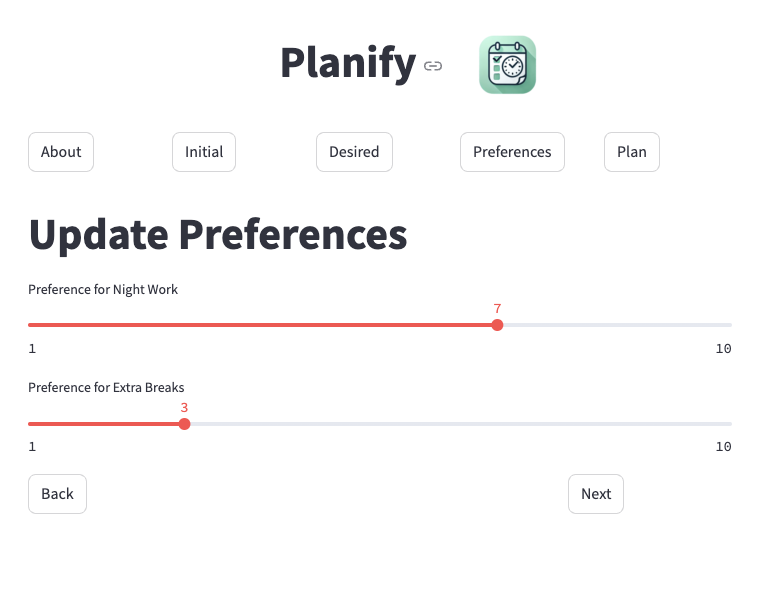 Planify
About Initial Desired Preferences Plan
Update Preferences
Preference for Night Work
7
1 10
Preference for Extra Breaks
3
1 10
Back Next